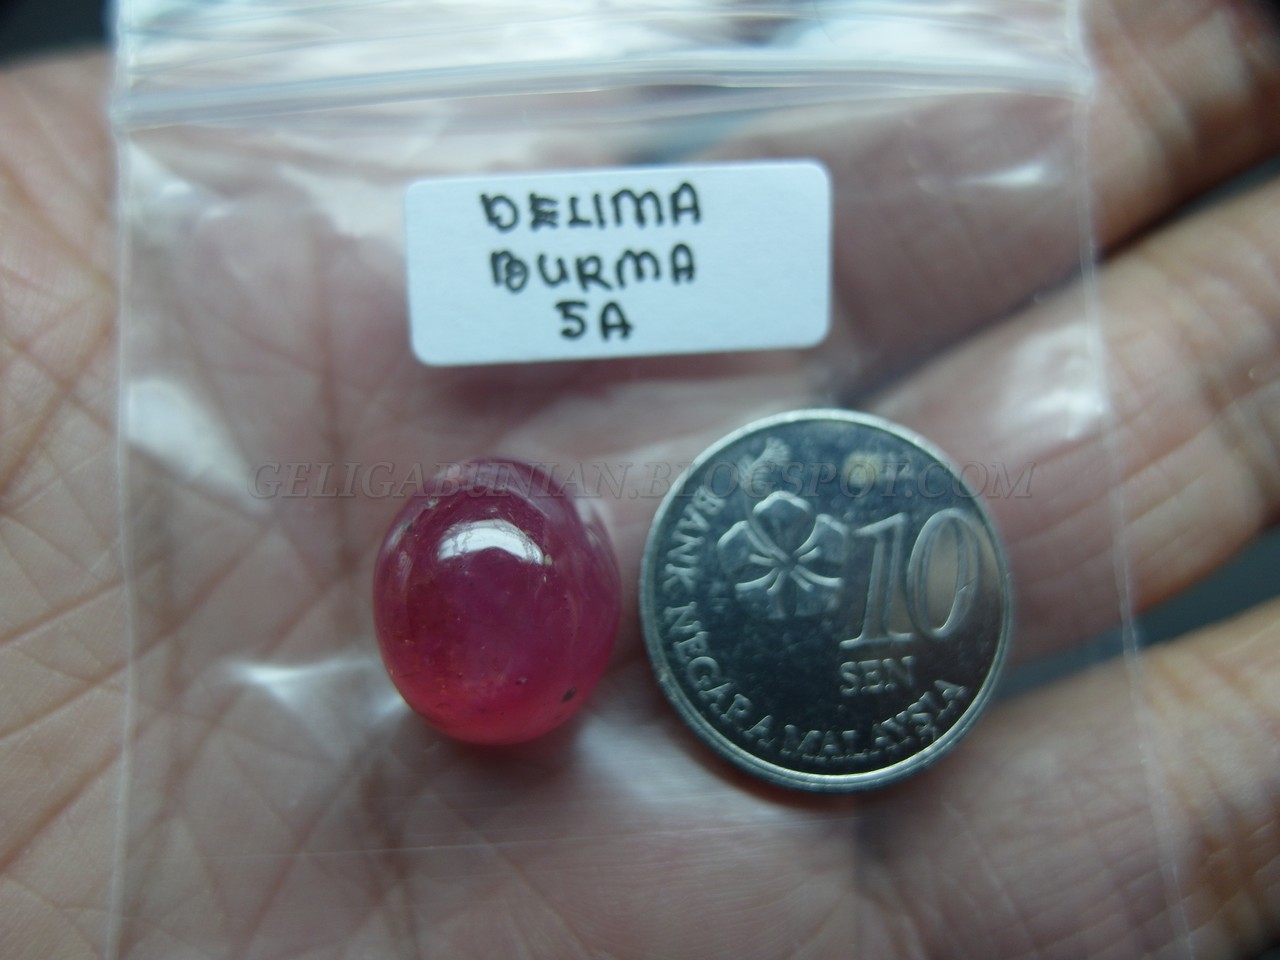 DELIMA
BURMA
5A
GELIGABUNIAN.BLOGSPOT.COM
10
SEN
BANK NEGARA MALAYSIA